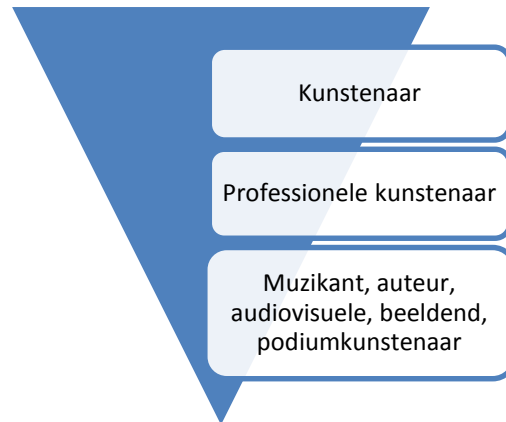 Kunstenaar
Professionele kunstenaar
Muzikant, auteur,
audiovisuele, beeldend,
podiumkunstenaar